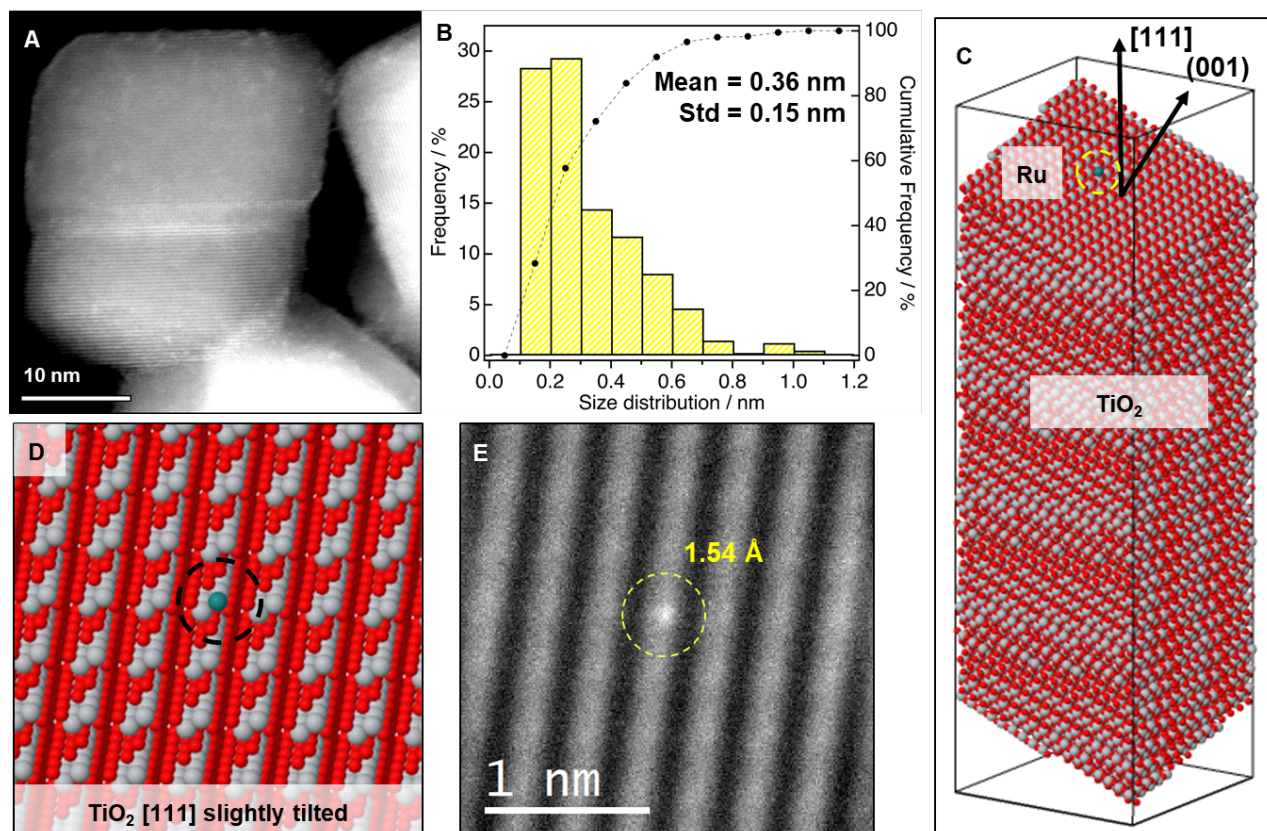 A
10 nm
B
Mean = 0.36 nm
Std = 0.15 nm
Frequency / %
30
25
20
15
10
5
0
Cumulative Frequency / %
100
80
60
40
20
0
0.0 0.2 0.4 0.6 0.8 1.0 1.2
Size distribution / nm
C
[111]
(001)
Ru
TiO₂
D
TiO₂ [111] slightly tilted
E
1.54 Å
1 nm